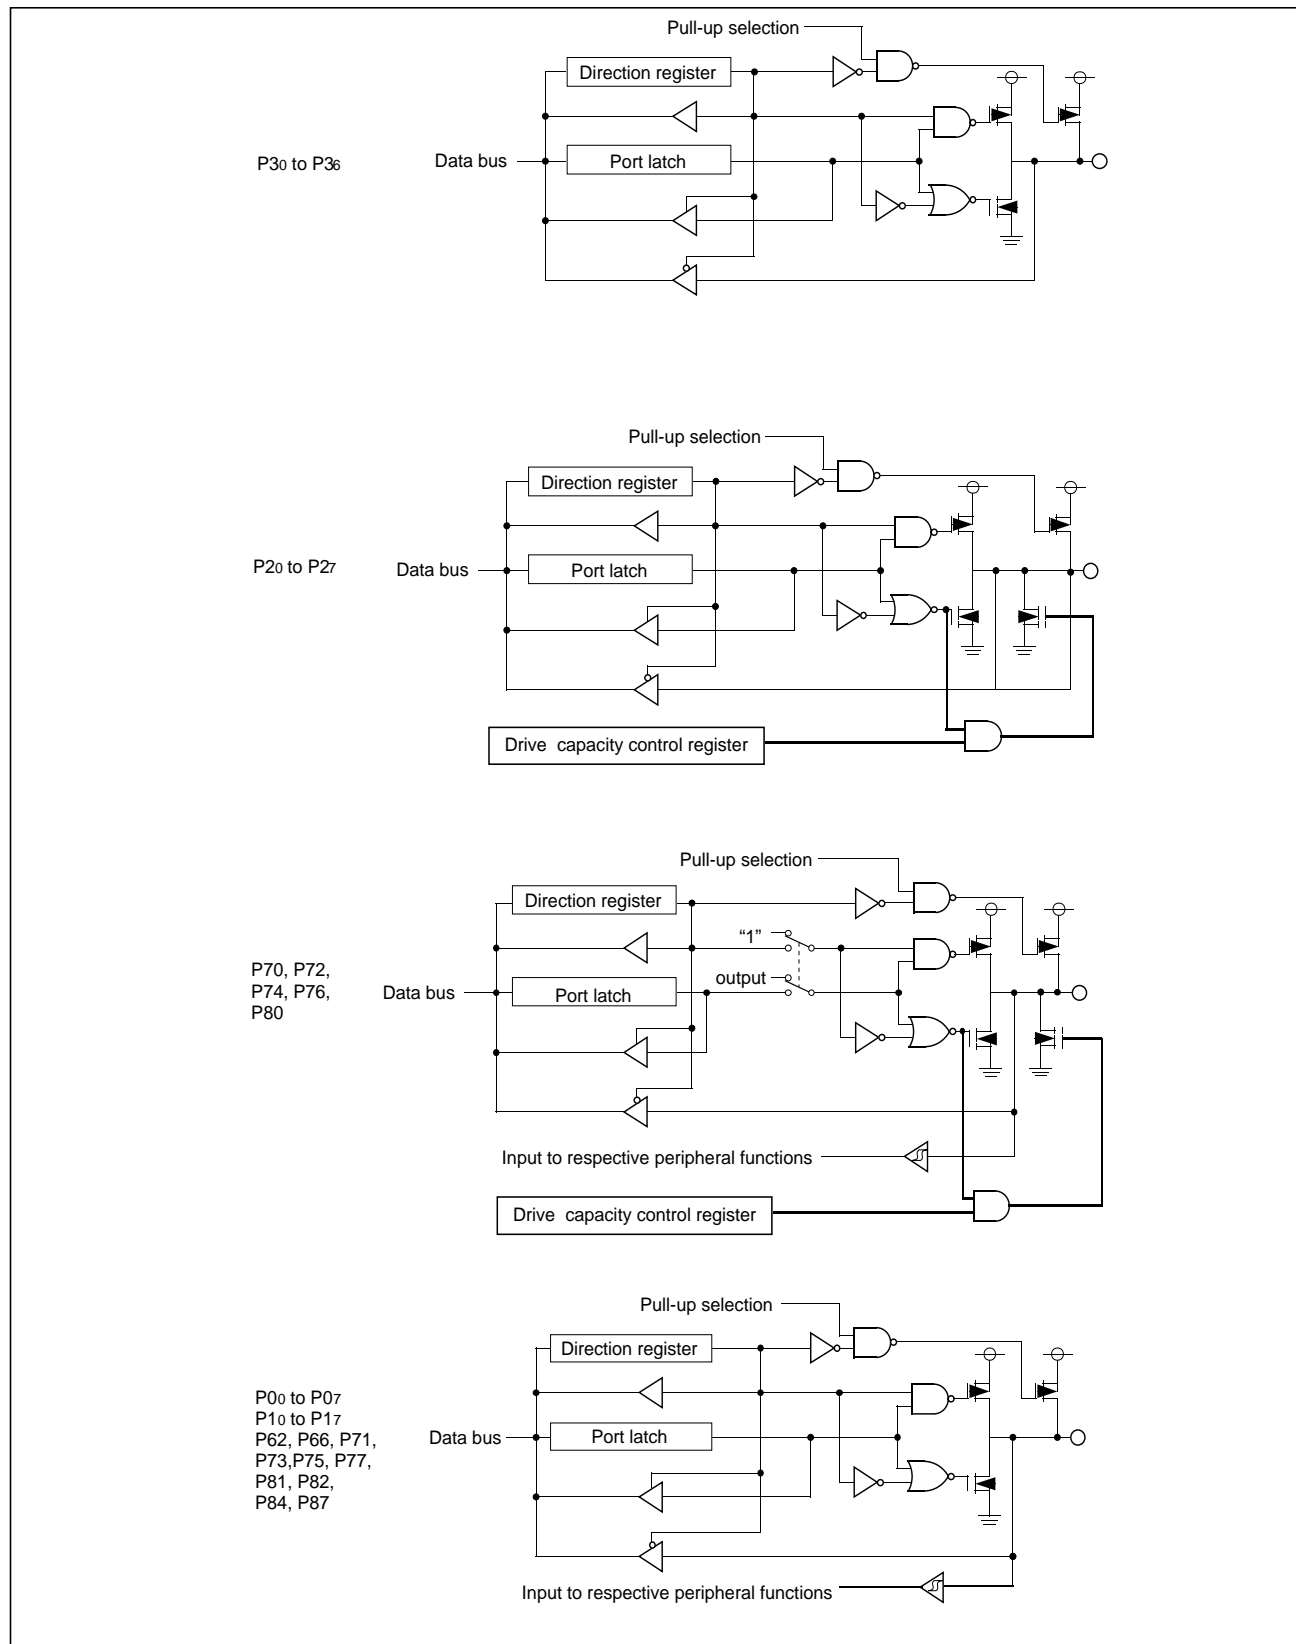 Pull-up selection
Direction register
P30 to P36
Data bus
Port latch
Pull-up selection
Direction register
P20 to P27
Data bus
Port latch
Drive capacity control register
Pull-up selection
Direction register
“1”
P70, P72,
P74, P76,
P80
Data bus
Port latch
output
Input to respective peripheral functions
Drive capacity control register
Pull-up selection
Direction register
P00 to P07
P10 to P17
P62, P66, P71,
P73,P75, P77,
P81, P82,
P84, P87
Data bus
Port latch
Input to respective peripheral functions